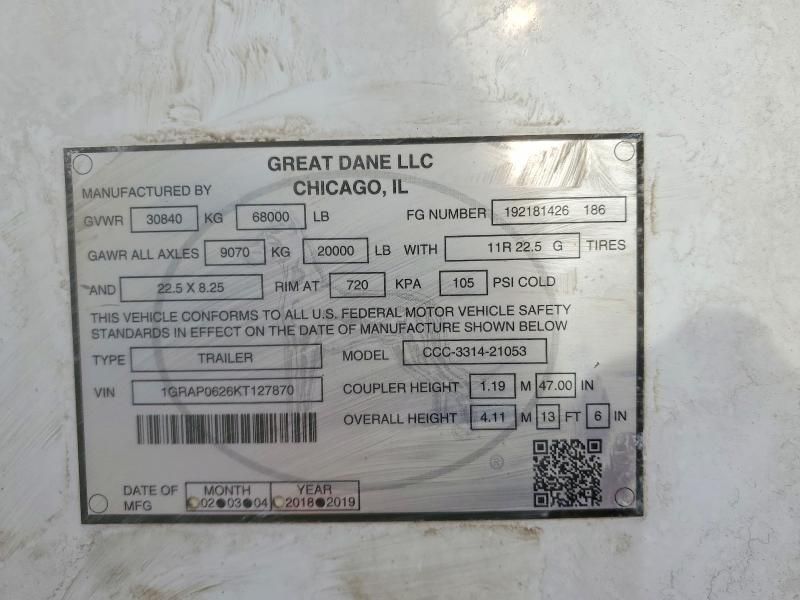 GREAT DANE LLC
MANUFACTURED BY CHICAGO, IL
GVWR 30840 KG 68000 LB FG NUMBER 192181426 186
GAWR ALL AXLES 9070 KG 20000 LB WITH 11R 22.5 G TIRES
AND 22.5 X 8.25 RIM AT 720 KPA 105 PSI COLD
THIS VEHICLE CONFORMS TO ALL U.S. FEDERAL MOTOR VEHICLE SAFETY
STANDARDS IN EFFECT ON THE DATE OF MANUFACTURE SHOWN BELOW
TYPE TRAILER MODEL CCC-3314-21053
VIN 1GRAP0626KT127870 COUPLER HEIGHT 1.19 M 47.00 IN
OVERALL HEIGHT 4.11 M 13 FT 6 IN
®
DATE OF MFG MONTH YEAR
02 03 04 2018 2019